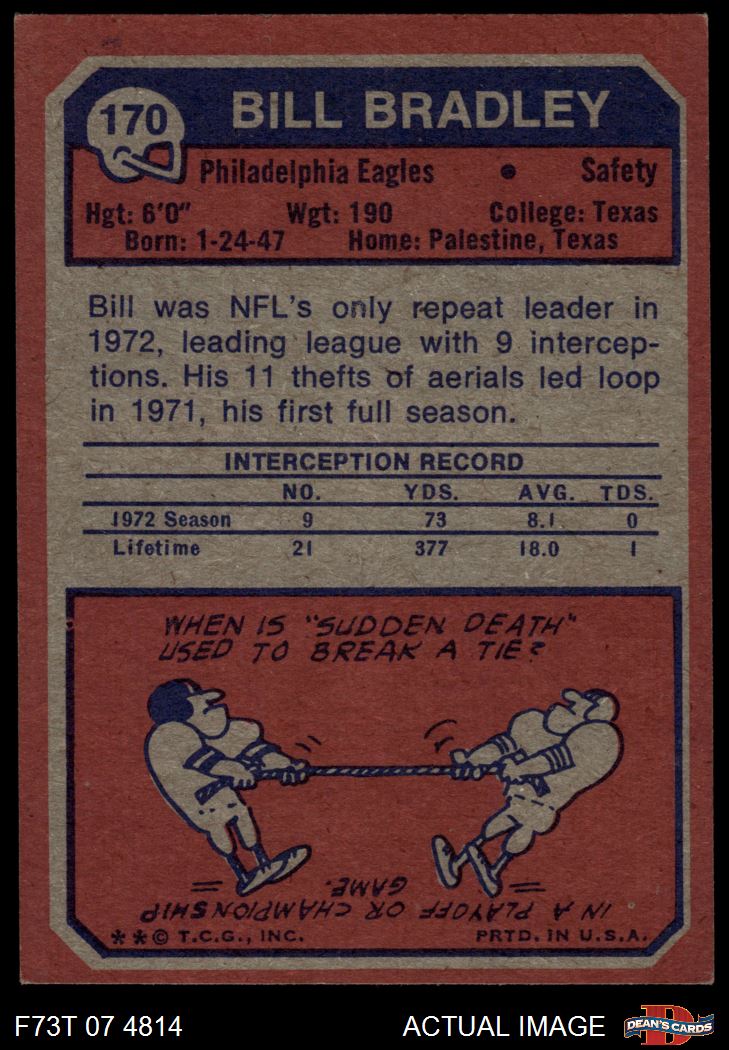 170
BILL BRADLEY
Philadelphia Eagles • Safety
Hgt: 6'0" Wgt: 190 College: Texas
Born: 1-24-47 Home: Palestine, Texas
Bill was NFL's only repeat leader in
1972, leading league with 9 intercep-
tions. His 11 thefts of aerials led loop
in 1971, his first full season.
INTERCEPTION RECORD
NO. YDS. AVG. TDS.
1972 Season 9 73 8.1 0
Lifetime 21 377 18.0 1
WHEN IS "SUDDEN DEATH"
USED TO BREAK A TIE?
IN A PLAYOFF OR CHAMPIONSHIP
GAME.
**© T.C.G., INC. PRTD. IN U.S.A.
F73T 07 4814 ACTUAL IMAGE D DEAN'S CARDS